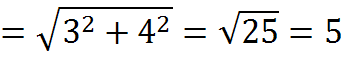 = √(3² + 4²) = √25 = 5